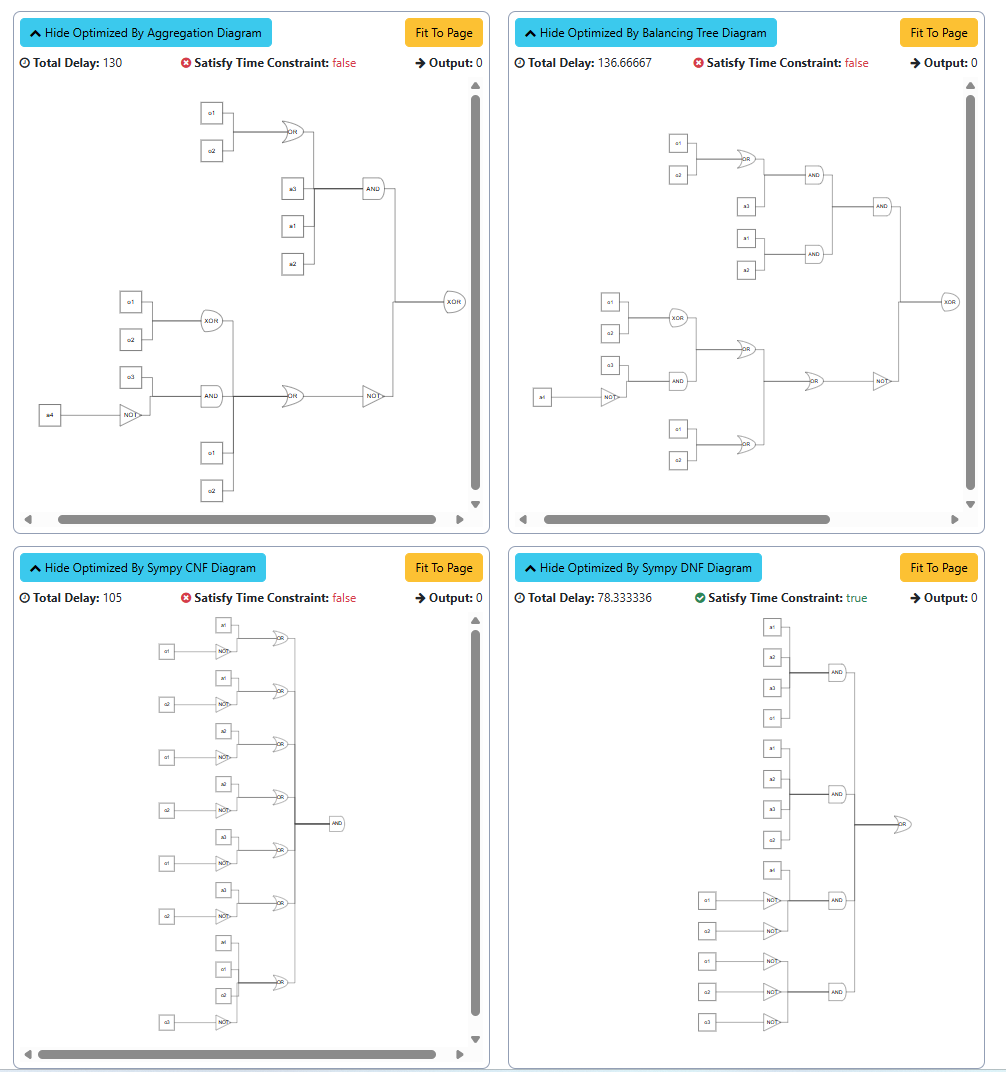 Hide Optimized By Aggregation Diagram
Fit To Page
Total Delay: 130
Satisfy Time Constraint: false
Output: 0
o1
OR
o2
a3 AND
a1
a2
o1 XOR
XOR
o2
o3
AND OR NOT
a4 NOT
o1
o2
Hide Optimized By Balancing Tree Diagram
Fit To Page
Total Delay: 136.66667
Satisfy Time Constraint: false
Output: 0
o1
OR
o2 AND
a3 AND
a1
AND
a2
o1 XOR
XOR
o2
OR
o3
AND OR NOT
a4 NOT
o1
OR
o2
Hide Optimized By Sympy CNF Diagram
Fit To Page
Total Delay: 105
Satisfy Time Constraint: false
Output: 0
a1
OR
o1 NOT
a1
OR
o2 NOT
a2
OR
o1 NOT
a2
OR
o2 NOT
AND
a3
OR
o1 NOT
a3
OR
o2 NOT
a4
o1
OR
o2
o3 NOT
Hide Optimized By Sympy DNF Diagram
Fit To Page
Total Delay: 78.333336
Satisfy Time Constraint: true
Output: 0
a1
a2
AND
a3
o1
a1
a2
AND
a3
OR
o2
a4
o1 NOT AND
o2 NOT
o1 NOT
o2 NOT AND
o3 NOT